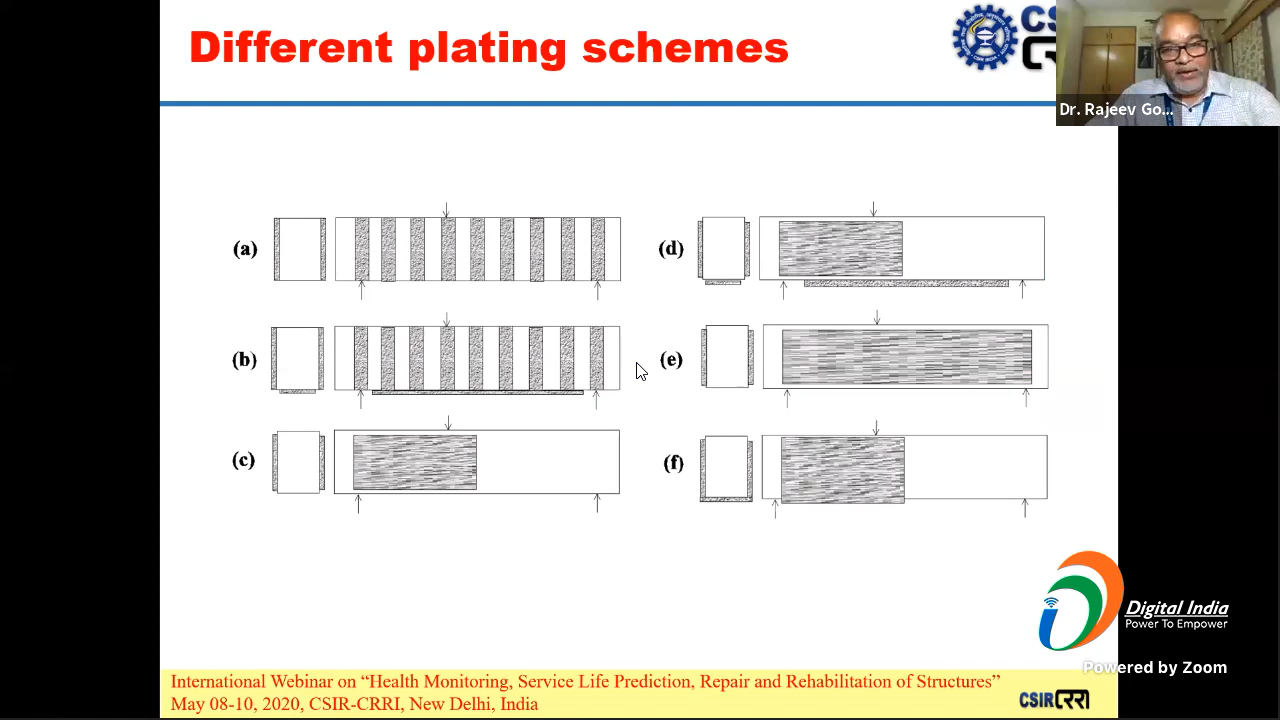 Different plating schemes
CS
CRR
Dr. Rajeev Go...
(a)
(d)
(b)
(e)
(c)
(f)
Digital India
Power To Empower
Powered by Zoom
International Webinar on “Health Monitoring, Service Life Prediction, Repair and Rehabilitation of Structures”
May 08-10, 2020, CSIR-CRRI, New Delhi, India
CSIR CRRI